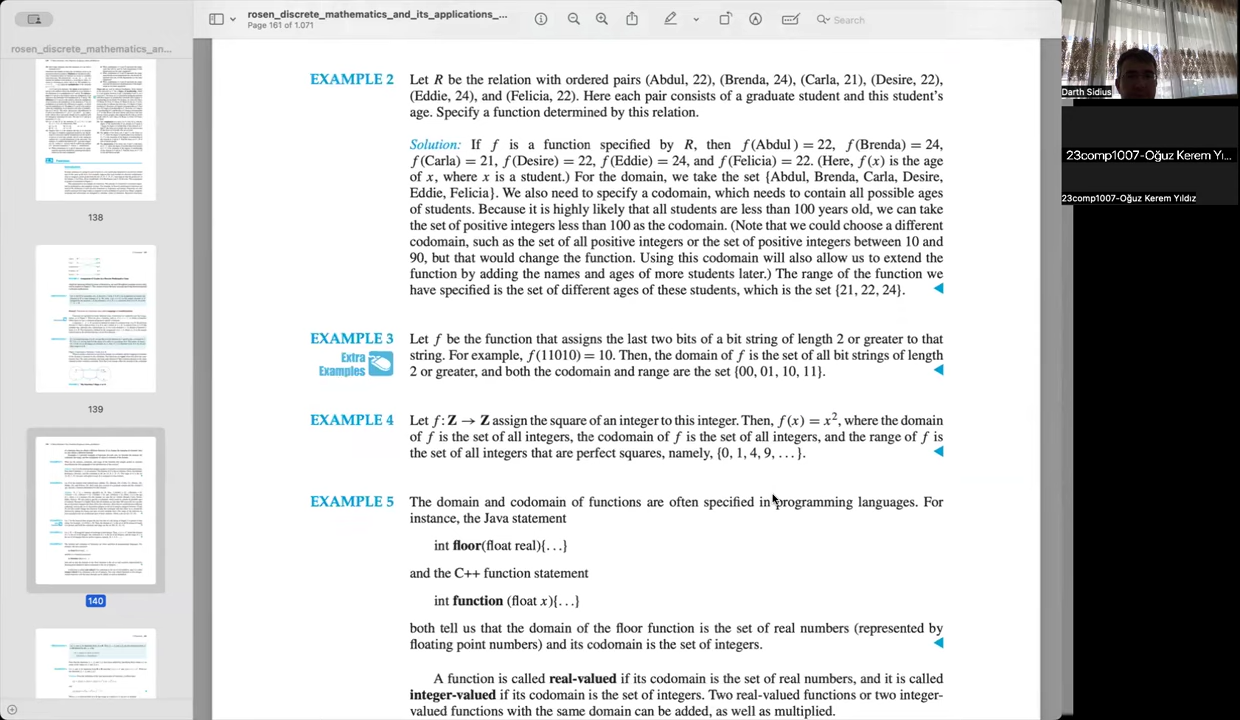 rosen_discrete_mathematics_and_its_applications_...
Page 161 of 1.071
Search
rosen_discrete_mathematics_an...
138
139
140
EXAMPLE 2 Let R be the relation with ordered pairs (Abdul, 22), (Brenda, 24), (Carla, 21), (Desire, 22),
(Eddie, 24), and (Felicia, 22). Here each pair consists of a graduate student and this student's
age. Specify a function determined by this relation.
Solution: If f is a function specified by R, then f(Abdul) = 22, f(Brenda) = 24,
f(Carla) = 21, f(Desire) = 22, f(Eddie) = 24, and f(Felicia) = 22. (Here, f(x) is the age
of x, where x is a student.) For the domain, we take the set {Abdul, Brenda, Carla, Desire,
Eddie, Felicia}. We also need to specify a codomain, which needs to contain all possible ages
of students. Because it is highly likely that all students are less than 100 years old, we can take
the set of positive integers less than 100 as the codomain. (Note that we could choose a different
codomain, such as the set of all positive integers or the set of positive integers between 10 and
90, but that would change the function. Using this codomain will also allow us to extend the
function by adding the names and ages of more students later.) The range of the function we
have specified is the set of different ages of these students, which is the set {21, 22, 24}.
EXAMPLE 3 Let f be the function that assigns the last two bits of a bit string of length 2 or greater to that
Extra
string. For example, f(11010) = 10. Then, the domain of f is the set of all bit strings of length
Examples
2 or greater, and both the codomain and range are the set {00, 01, 10, 11}.
EXAMPLE 4 Let f: Z → Z assign the square of an integer to this integer. Then, f(x) = x², where the domain
of f is the set of all integers, the codomain of f is the set of all integers, and the range of f is
the set of all integers that are perfect squares, namely, {0, 1, 4, 9, ...}.
EXAMPLE 5 The domain and codomain of functions are often specified in programming languages. For
instance, the Java statement
int floor(float real){...}
and the C++ function statement
int function (float x){...}
both tell us that the domain of the floor function is the set of real numbers (represented by
floating point numbers) and its codomain is the set of integers.
A function is called real-valued if its codomain is the set of real numbers, and it is called
integer-valued if its codomain is the set of integers. Two real-valued functions or two integer-
valued functions with the same domain can be added, as well as multiplied.
Darth Sidius
23comp1007-Oğuz Kerem Yı...
23comp1007-Oğuz Kerem Yıldız